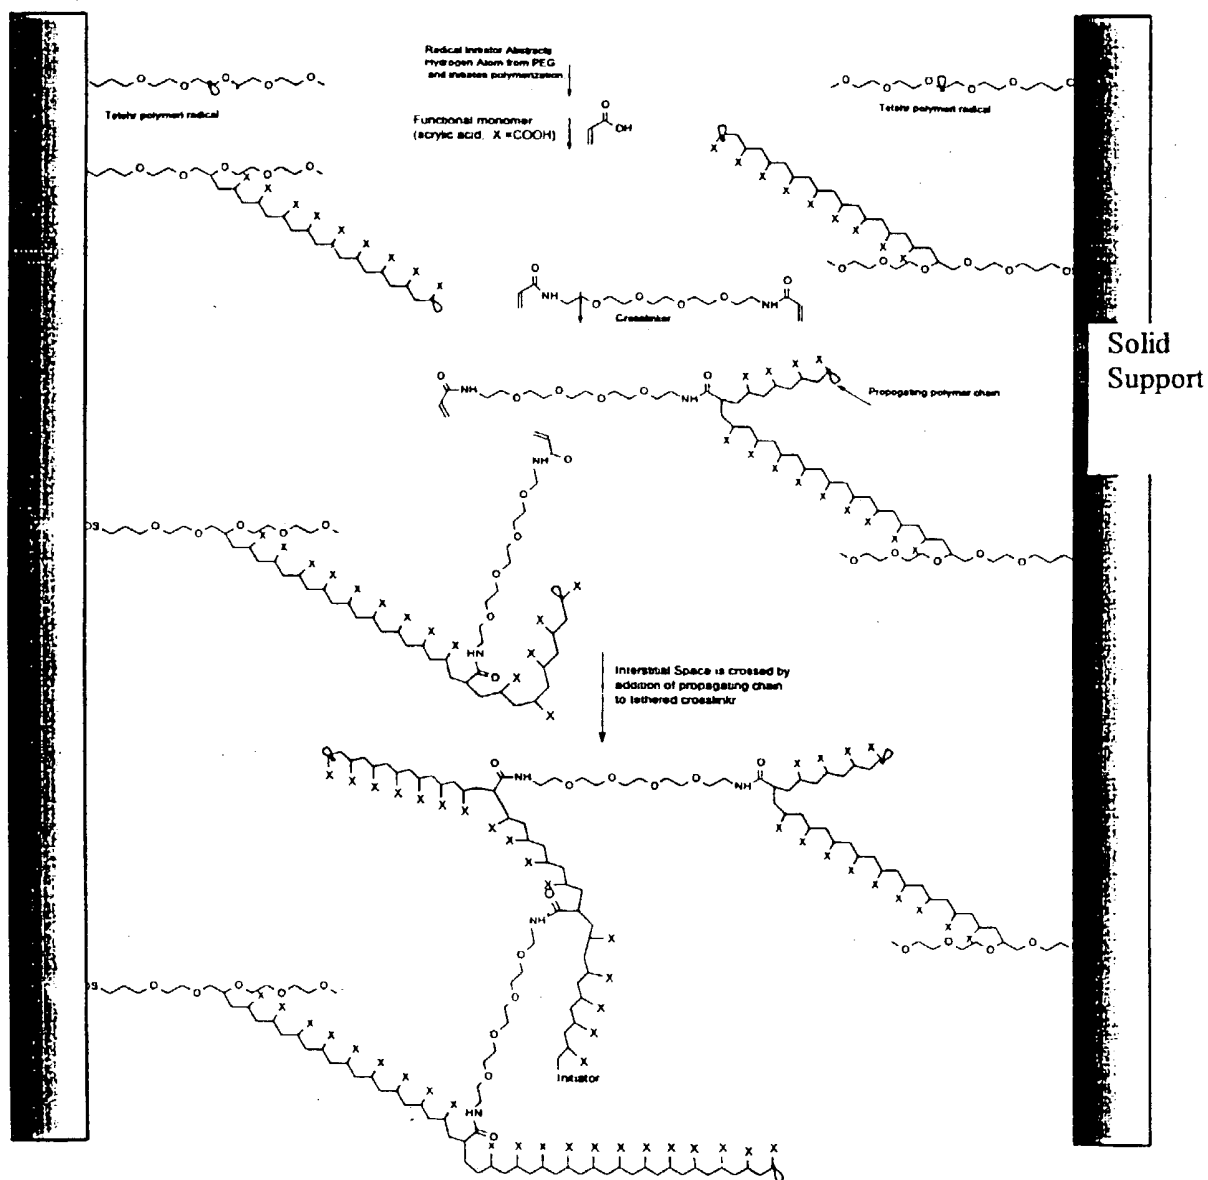 Radical Initiator Abstracts
Hydrogen Atom from PEG
and initiates polymerization
Tetehr polymeri radical
Tetehr polymeri radical
Functional monomer
(acrylic acid, X =COOH]
Crosslinker
Solid
Support
Propogating polymer chain
Interstitial Space is crossed by
addition of propagating chain
to tethered crosslinkr
Initiator